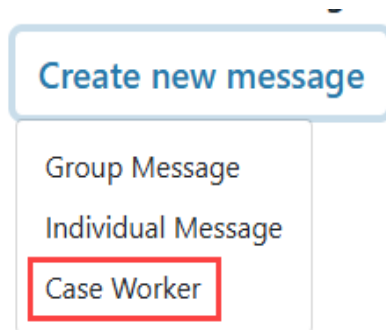 Create new message
Group Message
Individual Message
Case Worker